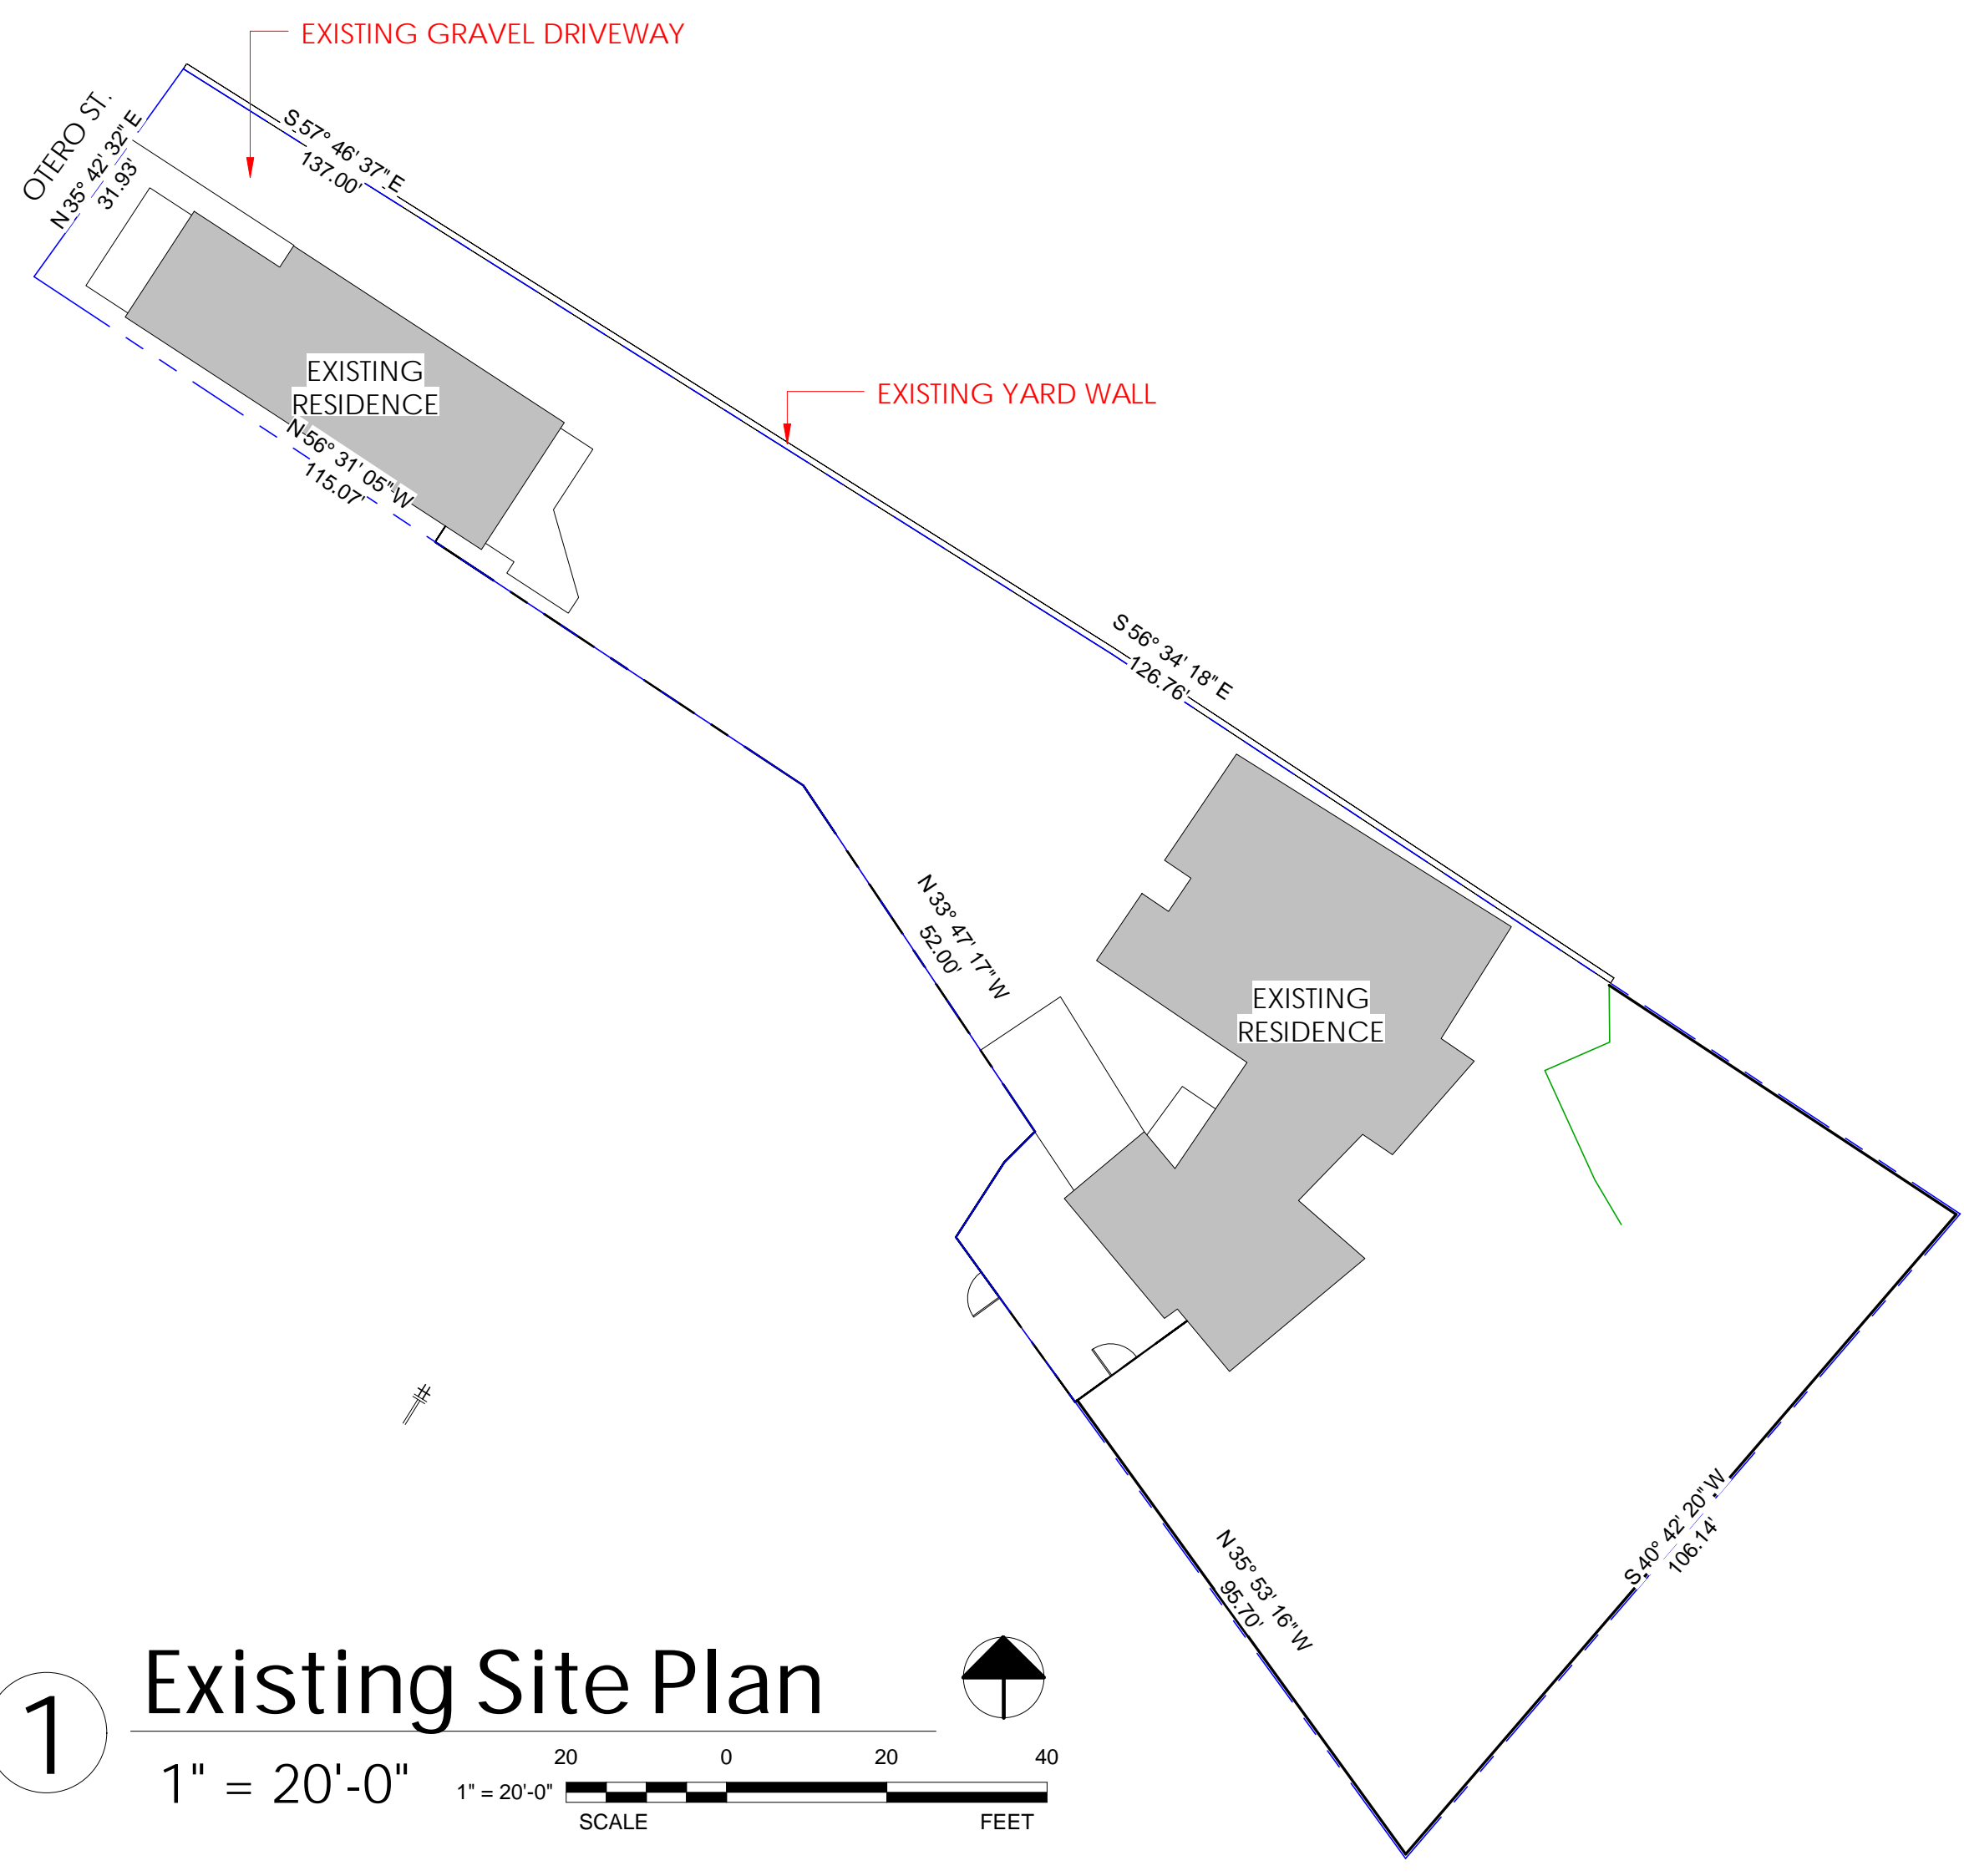 EXISTING GRAVEL DRIVEWAY
OTERO ST.
N 35° 42' 32" E
31.93'
S 57° 46' 37" E
137.00'
EXISTING
RESIDENCE
N 56° 31' 05" W
115.07'
EXISTING YARD WALL
S 56° 34' 18" E
126.76'
N 33° 47' 17" W
52.00'
EXISTING
RESIDENCE
S 40° 42' 20" W
106.14'
N 35° 53' 16" W
95.70'
1
Existing Site Plan
1" = 20'-0"
20 0 20 40
1" = 20'-0"
SCALE FEET